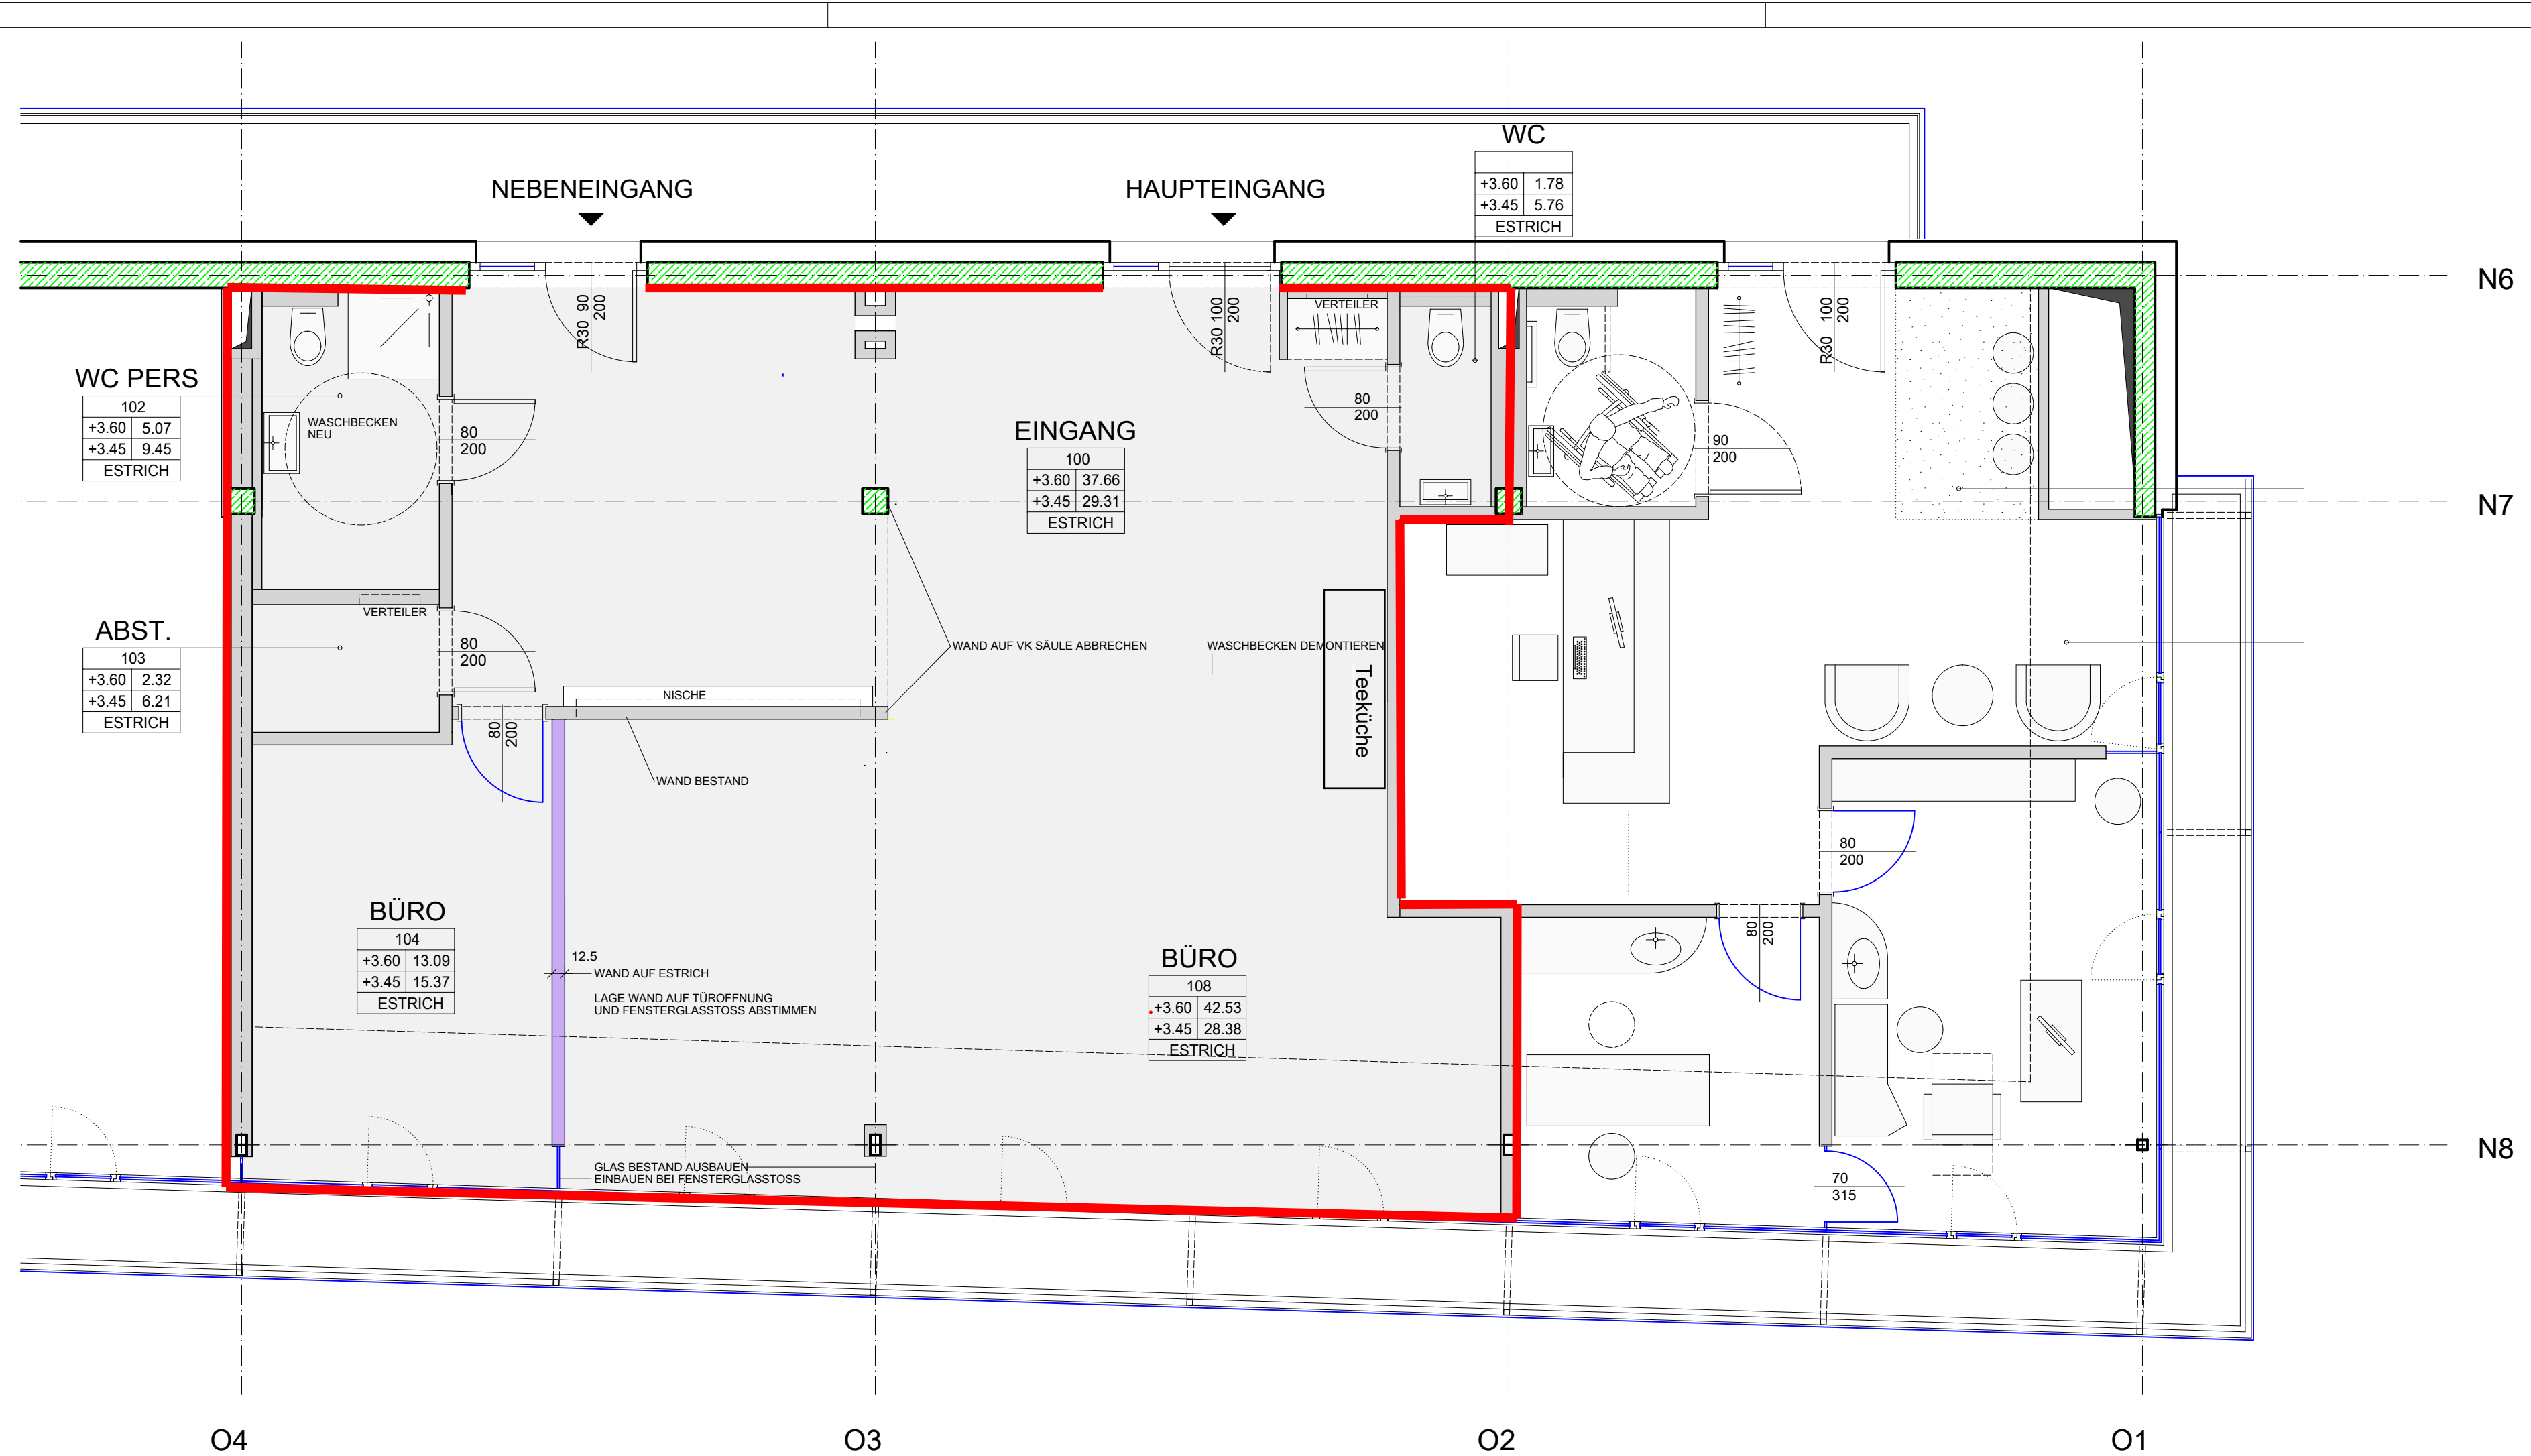 WC
+3.60 1.78
+3.45 5.76
ESTRICH
NEBENEINGANG
HAUPTEINGANG
N6
R30 90
200
R30 100
200
VERTEILER
R30 100
200
WC PERS
102
+3.60 5.07
+3.45 9.45
ESTRICH
WASCHBECKEN
NEU
80
200
EINGANG
100
+3.60 37.66
+3.45 29.31
ESTRICH
80
200
90
200
N7
VERTEILER
ABST.
103
+3.60 2.32
+3.45 6.21
ESTRICH
80
200
WAND AUF VK SÄULE ABBRECHEN
WASCHBECKEN DEMONTIEREN
Teeküche
NISCHE
80
200
WAND BESTAND
80
200
BÜRO
104
+3.60 13.09
+3.45 15.37
ESTRICH
12.5
WAND AUF ESTRICH
LAGE WAND AUF TÜROFFNUNG
UND FENSTERGLASSTOSS ABSTIMMEN
BÜRO
108
+3.60 42.53
+3.45 28.38
ESTRICH
80
200
N8
GLAS BESTAND AUSBAUEN
EINBAUEN BEI FENSTERGLASSTOSS
70
315
O4
O3
O2
O1